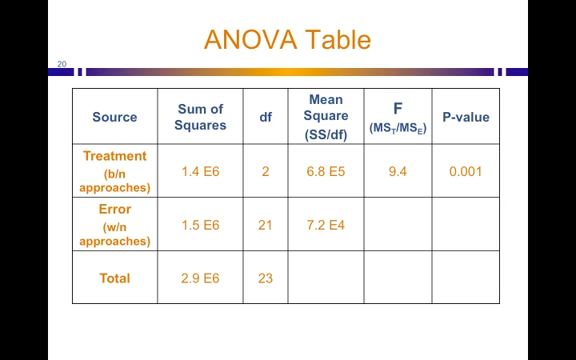 ANOVA Table
20
Source
Sum of
Squares
df
Mean
Square
(SS/df)
F
(MS_T/MS_E)
P-value
Treatment
(b/n
approaches)
1.4 E6
2
6.8 E5
9.4
0.001
Error
(w/n
approaches)
1.5 E6
21
7.2 E4
Total
2.9 E6
23